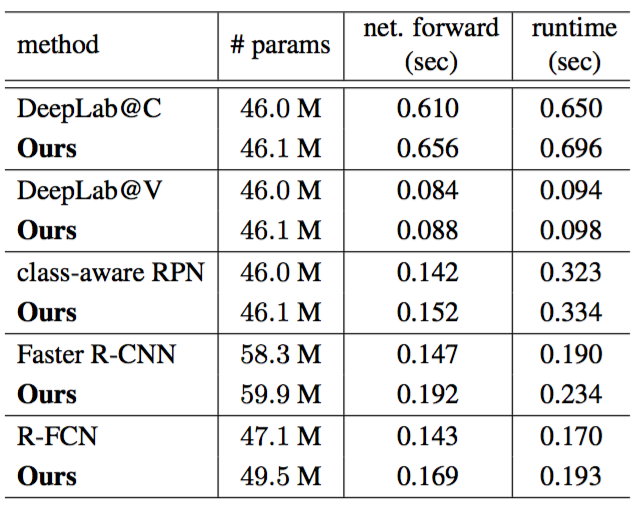 method # params net. forward (sec) runtime (sec)
DeepLab@C 46.0 M 0.610 0.650
Ours 46.1 M 0.656 0.696
DeepLab@V 46.0 M 0.084 0.094
Ours 46.1 M 0.088 0.098
class-aware RPN 46.0 M 0.142 0.323
Ours 46.1 M 0.152 0.334
Faster R-CNN 58.3 M 0.147 0.190
Ours 59.9 M 0.192 0.234
R-FCN 47.1 M 0.143 0.170
Ours 49.5 M 0.169 0.193